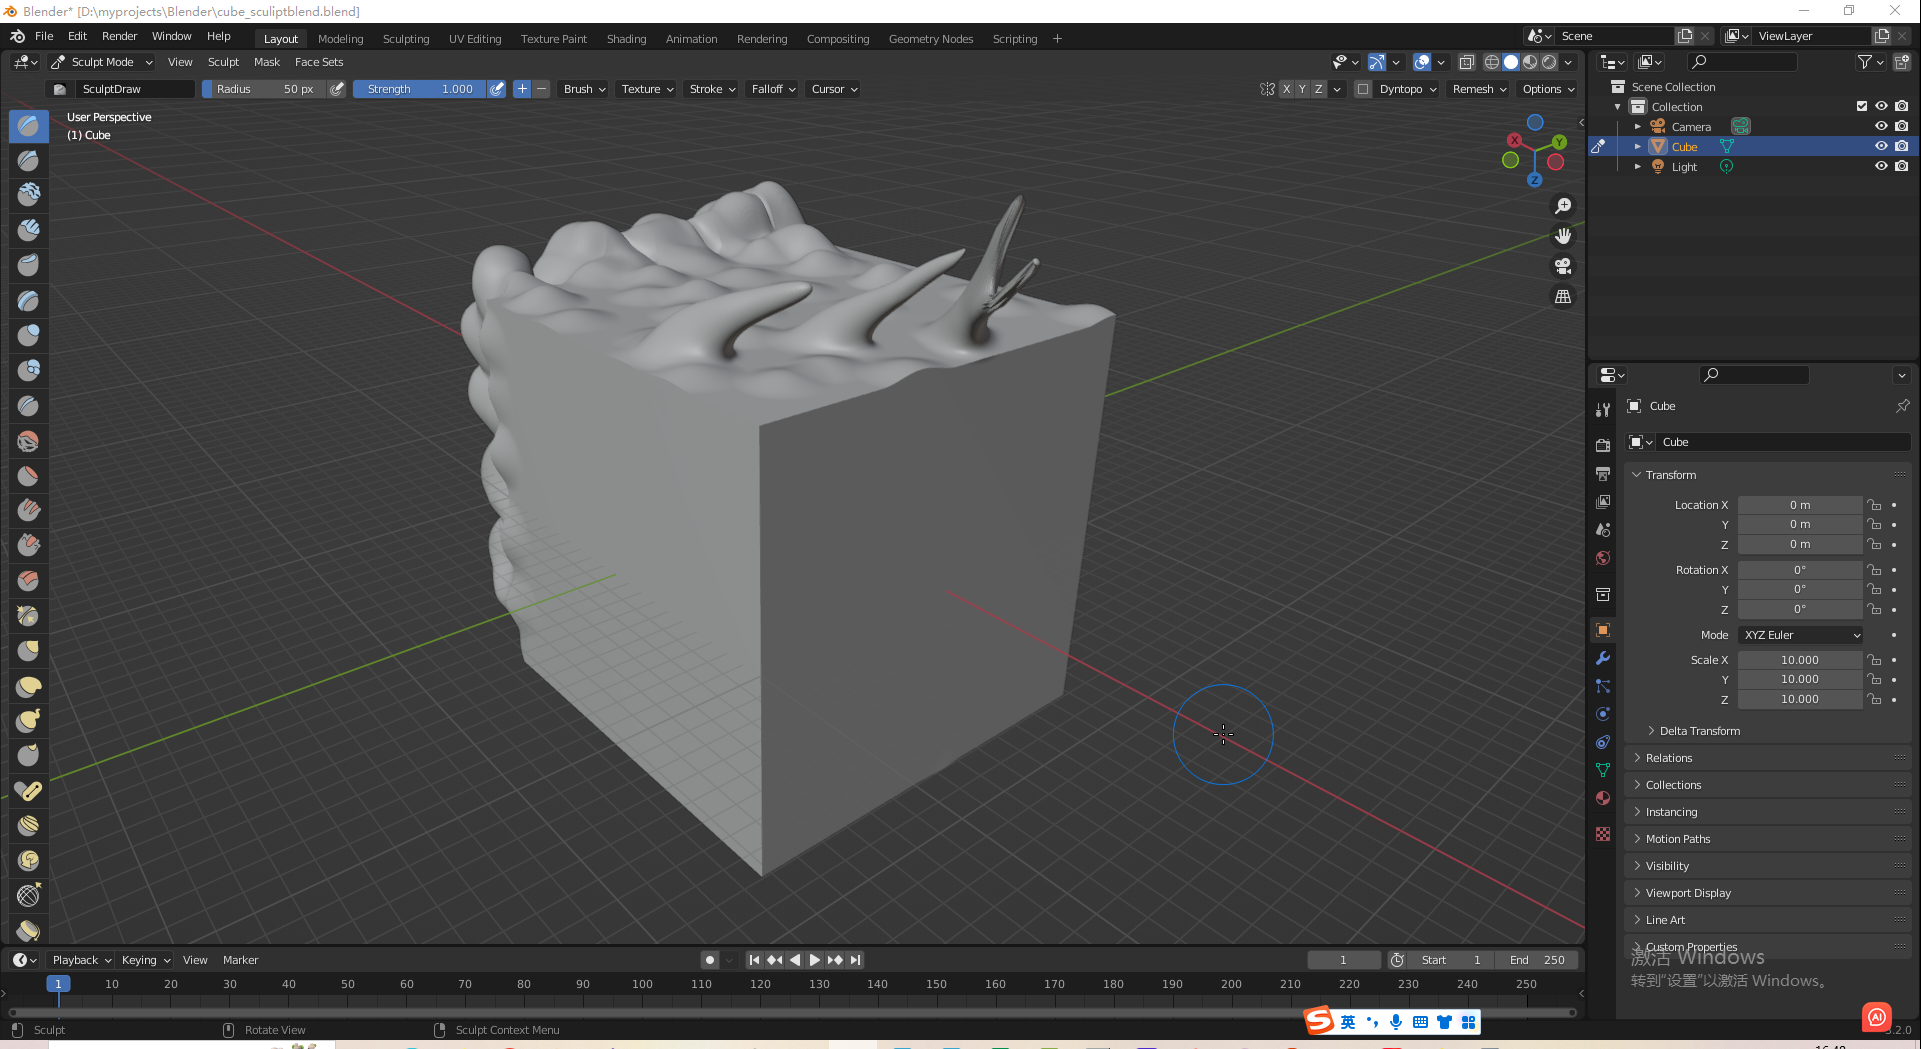 Blender* [D:\myprojects\Blender\cube_sculiptblend.blend]
File Edit Render Window Help Layout Modeling Sculpting UV Editing Texture Paint Shading Animation Rendering Compositing Geometry Nodes Scripting + Scene ViewLayer
Sculpt Mode View Sculpt Mask Face Sets
SculptDraw Radius 50 px Strength 1.000 + − Brush Texture Stroke Falloff Cursor X Y Z Dyntopo Remesh Options
User Perspective
(1) Cube
X Y Z
Scene Collection
Collection
Camera
Cube
Light
Cube
Cube
Transform
Location X 0 m
Y 0 m
Z 0 m
Rotation X 0°
Y 0°
Z 0°
Mode XYZ Euler
Scale X 10.000
Y 10.000
Z 10.000
Delta Transform
Relations
Collections
Instancing
Motion Paths
Visibility
Viewport Display
Line Art
Custom Properties
激活 Windows
转到“设置”以激活 Windows。
Playback Keying View Marker 1 Start 1 End 250
1 10 20 30 40 50 60 70 80 90 100 110 120 130 140 150 160 170 180 190 200 210 220 230 240 250
Sculpt Rotate View Sculpt Context Menu
S 英
AI
3.2.0